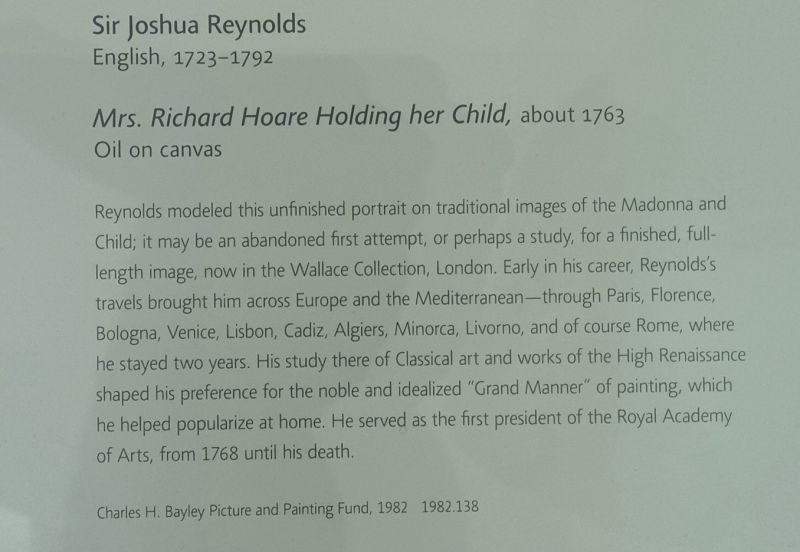 Sir Joshua Reynolds
English, 1723–1792
Mrs. Richard Hoare Holding her Child, about 1763
Oil on canvas
Reynolds modeled this unfinished portrait on traditional images of the Madonna and
Child; it may be an abandoned first attempt, or perhaps a study, for a finished, full-
length image, now in the Wallace Collection, London. Early in his career, Reynolds's
travels brought him across Europe and the Mediterranean—through Paris, Florence,
Bologna, Venice, Lisbon, Cadiz, Algiers, Minorca, Livorno, and of course Rome, where
he stayed two years. His study there of Classical art and works of the High Renaissance
shaped his preference for the noble and idealized “Grand Manner” of painting, which
he helped popularize at home. He served as the first president of the Royal Academy
of Arts, from 1768 until his death.
Charles H. Bayley Picture and Painting Fund, 1982 1982.138